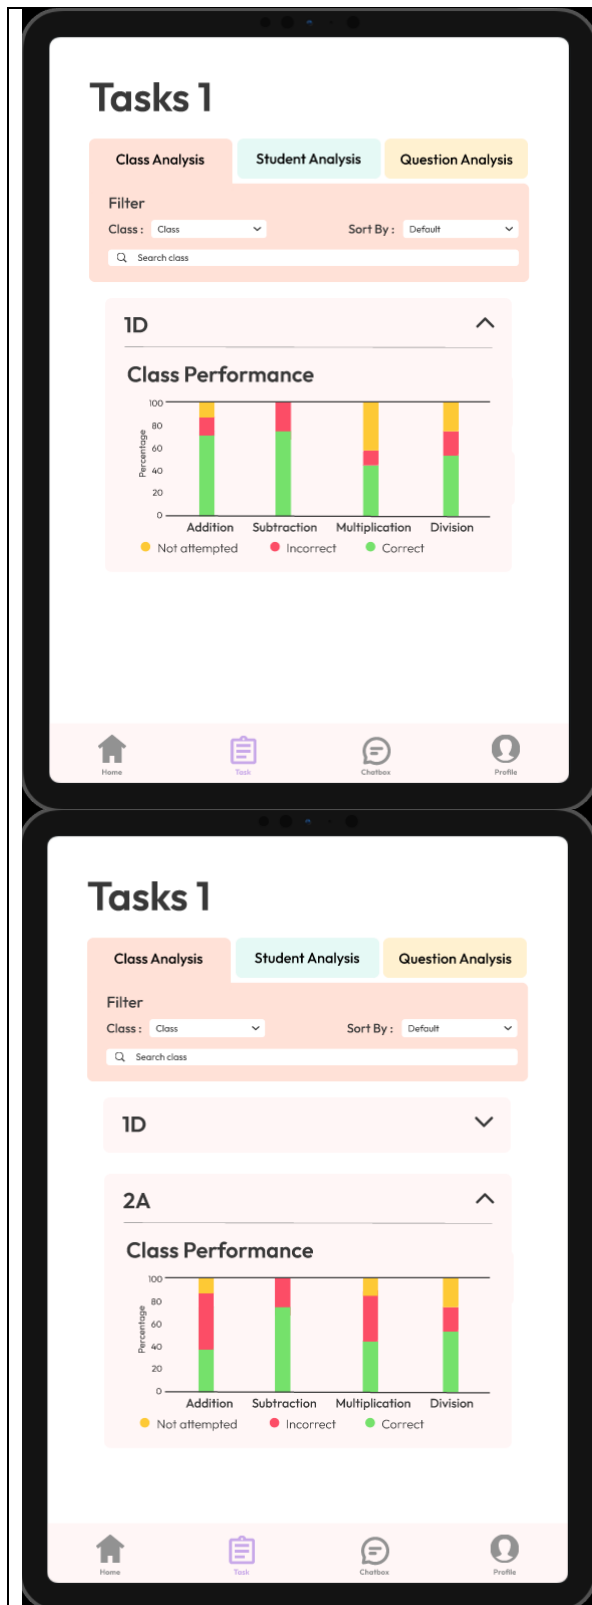 Tasks 1
Class Analysis Student Analysis Question Analysis
Filter
Class : Class Sort By : Default
Search class
1D
Class Performance
100
80
60
40
20
0
Percentage
Addition Subtraction Multiplication Division
Not attempted Incorrect Correct
Home Task Chatbox Profile
Tasks 1
Class Analysis Student Analysis Question Analysis
Filter
Class : Class Sort By : Default
Search class
1D
2A
Class Performance
100
80
60
40
20
0
Percentage
Addition Subtraction Multiplication Division
Not attempted Incorrect Correct
Home Task Chatbox Profile